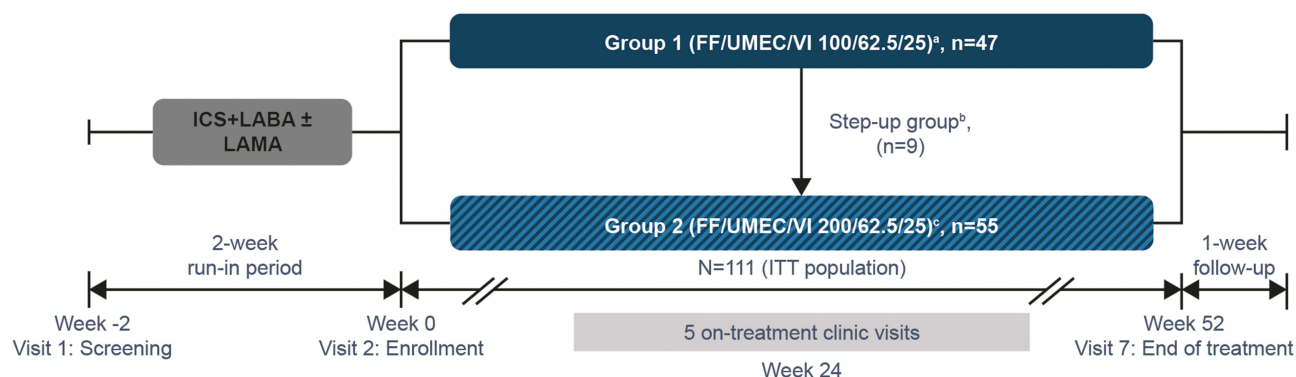 Group 1 (FF/UMEC/VI 100/62.5/25)ᵃ, n=47
ICS+LABA ±
LAMA
Step-up groupᵇ,
(n=9)
Group 2 (FF/UMEC/VI 200/62.5/25)ᶜ, n=55
2-week
run-in period
N=111 (ITT population)
1-week
follow-up
Week -2
Visit 1: Screening
Week 0
Visit 2: Enrollment
5 on-treatment clinic visits
Week 24
Week 52
Visit 7: End of treatment